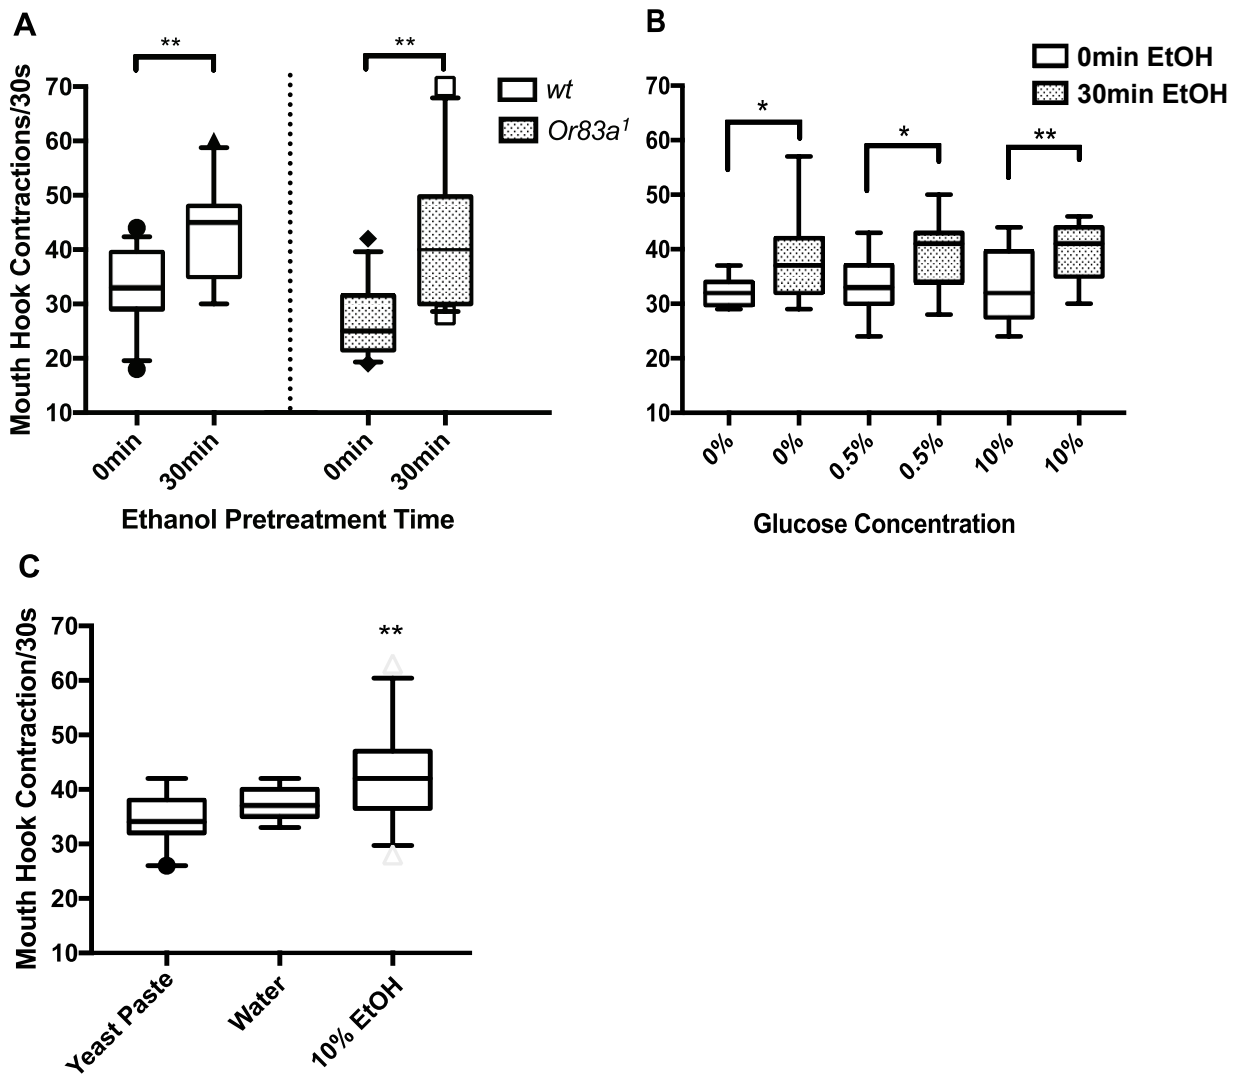 A
**
**
wt
Or83a¹
Mouth Hook Contractions/30s
70
60
50
40
30
20
10
0min
30min
0min
30min
Ethanol Pretreatment Time
B
0min EtOH
30min EtOH
*
*
**
70
60
50
40
30
20
10
0%
0%
0.5%
0.5%
10%
10%
Glucose Concentration
C
**
Mouth Hook Contraction/30s
70
60
50
40
30
20
10
Yeast Paste
Water
10% EtOH